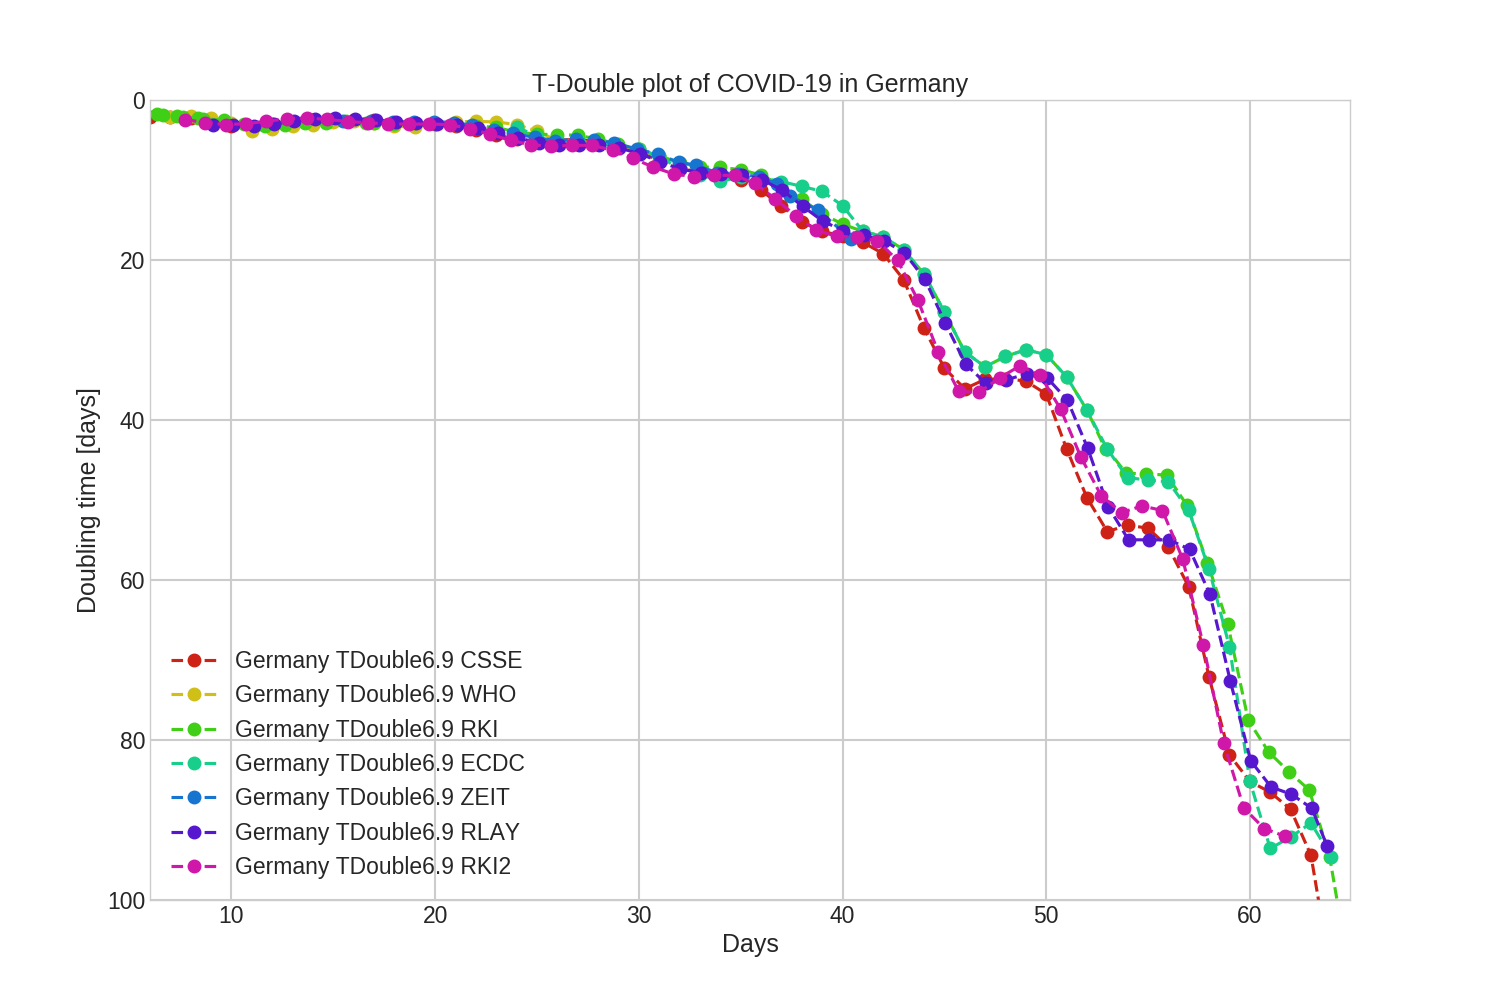 T-Double plot of COVID-19 in Germany
0
20
40
60
80
100
Doubling time [days]
Germany TDouble6.9 CSSE
Germany TDouble6.9 WHO
Germany TDouble6.9 RKI
Germany TDouble6.9 ECDC
Germany TDouble6.9 ZEIT
Germany TDouble6.9 RLAY
Germany TDouble6.9 RKI2
10 20 30 40 50 60
Days